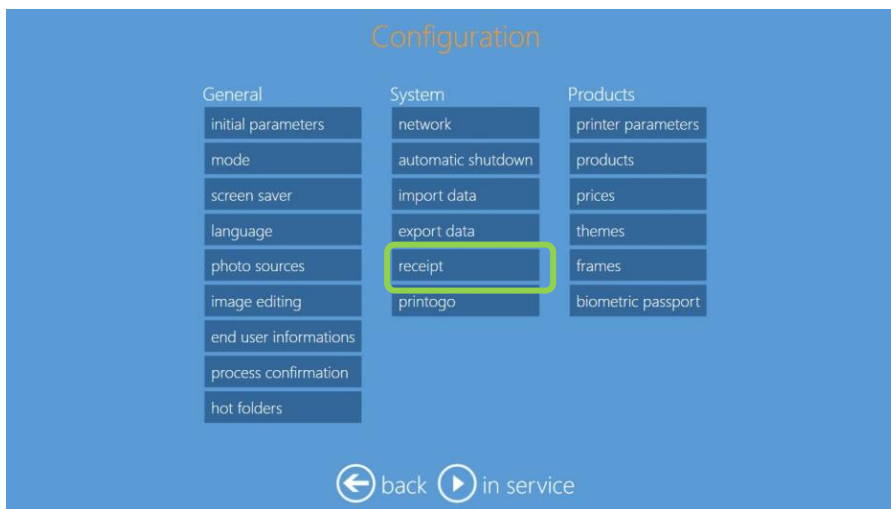 Configuration
General
initial parameters
mode
screen saver
language
photo sources
image editing
end user informations
process confirmation
hot folders
System
network
automatic shutdown
import data
export data
receipt
printogo
Products
printer parameters
products
prices
themes
frames
biometric passport
back in service